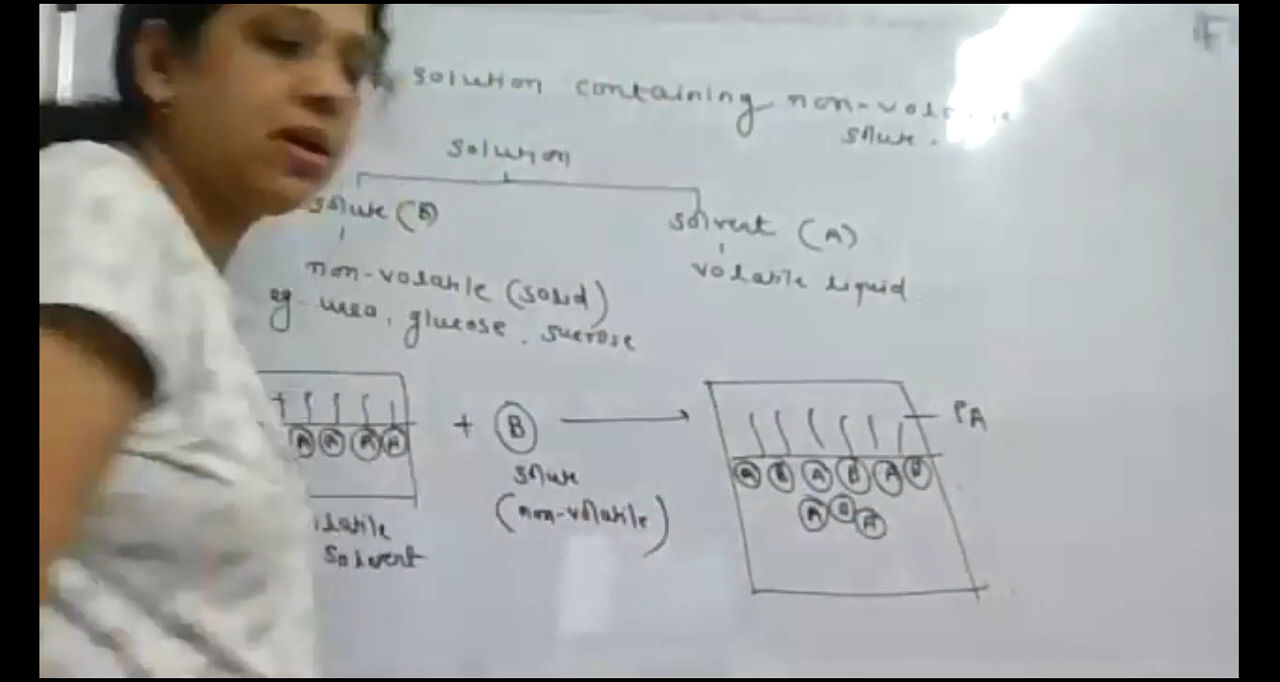 solution containing non-vola
solute.
solution
solute (B)
solvent (A)
non-volatile (solid)
volatile liquid
eg urea, glucose, sucrose
+ B
PA
A A A A
A B A B A B
solute
A B A
(non-volatile)
solvent